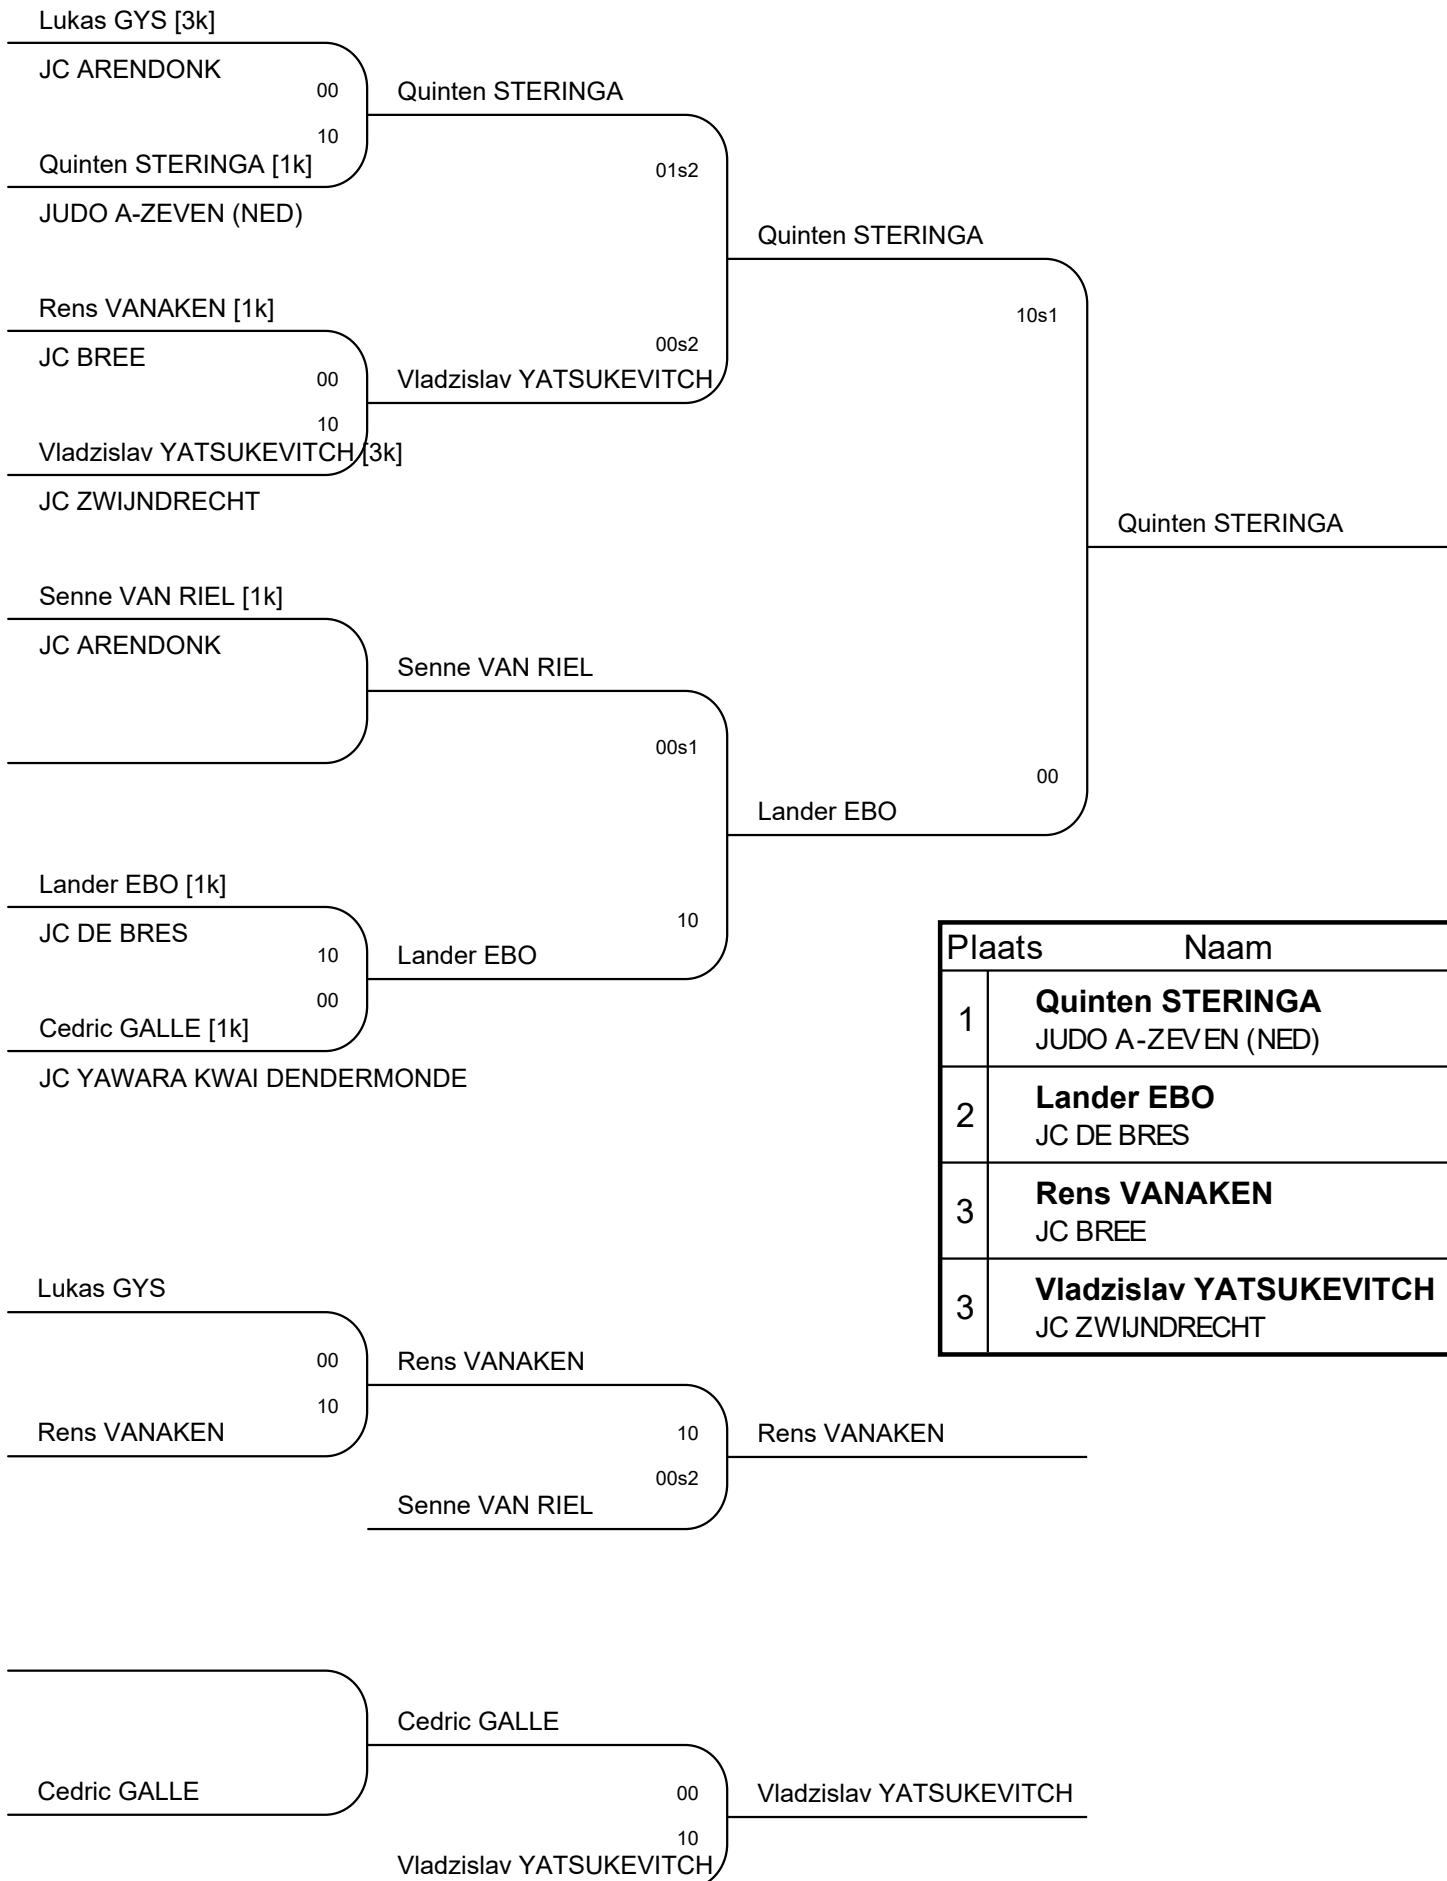 Lukas GYS [3k]
JC ARENDONK
00
10
Quinten STERINGA [1k]
JUDO A-ZEVEN (NED)
Rens VANAKEN [1k]
JC BREE
00
10
Vladzislav YATSUKEVITCH [3k]
JC ZWIJNDRECHT
Senne VAN RIEL [1k]
JC ARENDONK
Lander EBO [1k]
JC DE BRES
10
00
Cedric GALLE [1k]
JC YAWARA KWAI DENDERMONDE
Quinten STERINGA
01s2
00s2
Vladzislav YATSUKEVITCH
Senne VAN RIEL
00s1
10
Lander EBO
Quinten STERINGA
10s1
00
Lander EBO
Quinten STERINGA
Plaats Naam
1 Quinten STERINGA
JUDO A-ZEVEN (NED)
2 Lander EBO
JC DE BRES
3 Rens VANAKEN
JC BREE
3 Vladzislav YATSUKEVITCH
JC ZWIJNDRECHT
Lukas GYS
00
10
Rens VANAKEN
Rens VANAKEN
10
00s2
Senne VAN RIEL
Rens VANAKEN
Cedric GALLE
Cedric GALLE
00
10
Vladzislav YATSUKEVITCH
Vladzislav YATSUKEVITCH